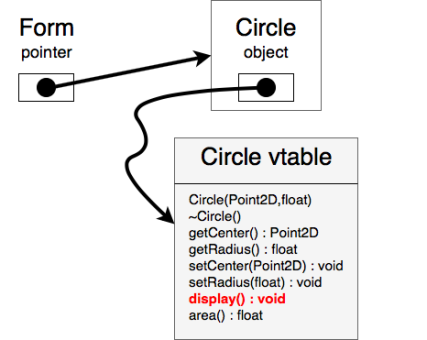 Form
pointer
Circle
object
Circle vtable
Circle(Point2D,float)
~Circle()
getCenter() : Point2D
getRadius() : float
setCenter(Point2D) : void
setRadius(float) : void
display() : void
area() : float